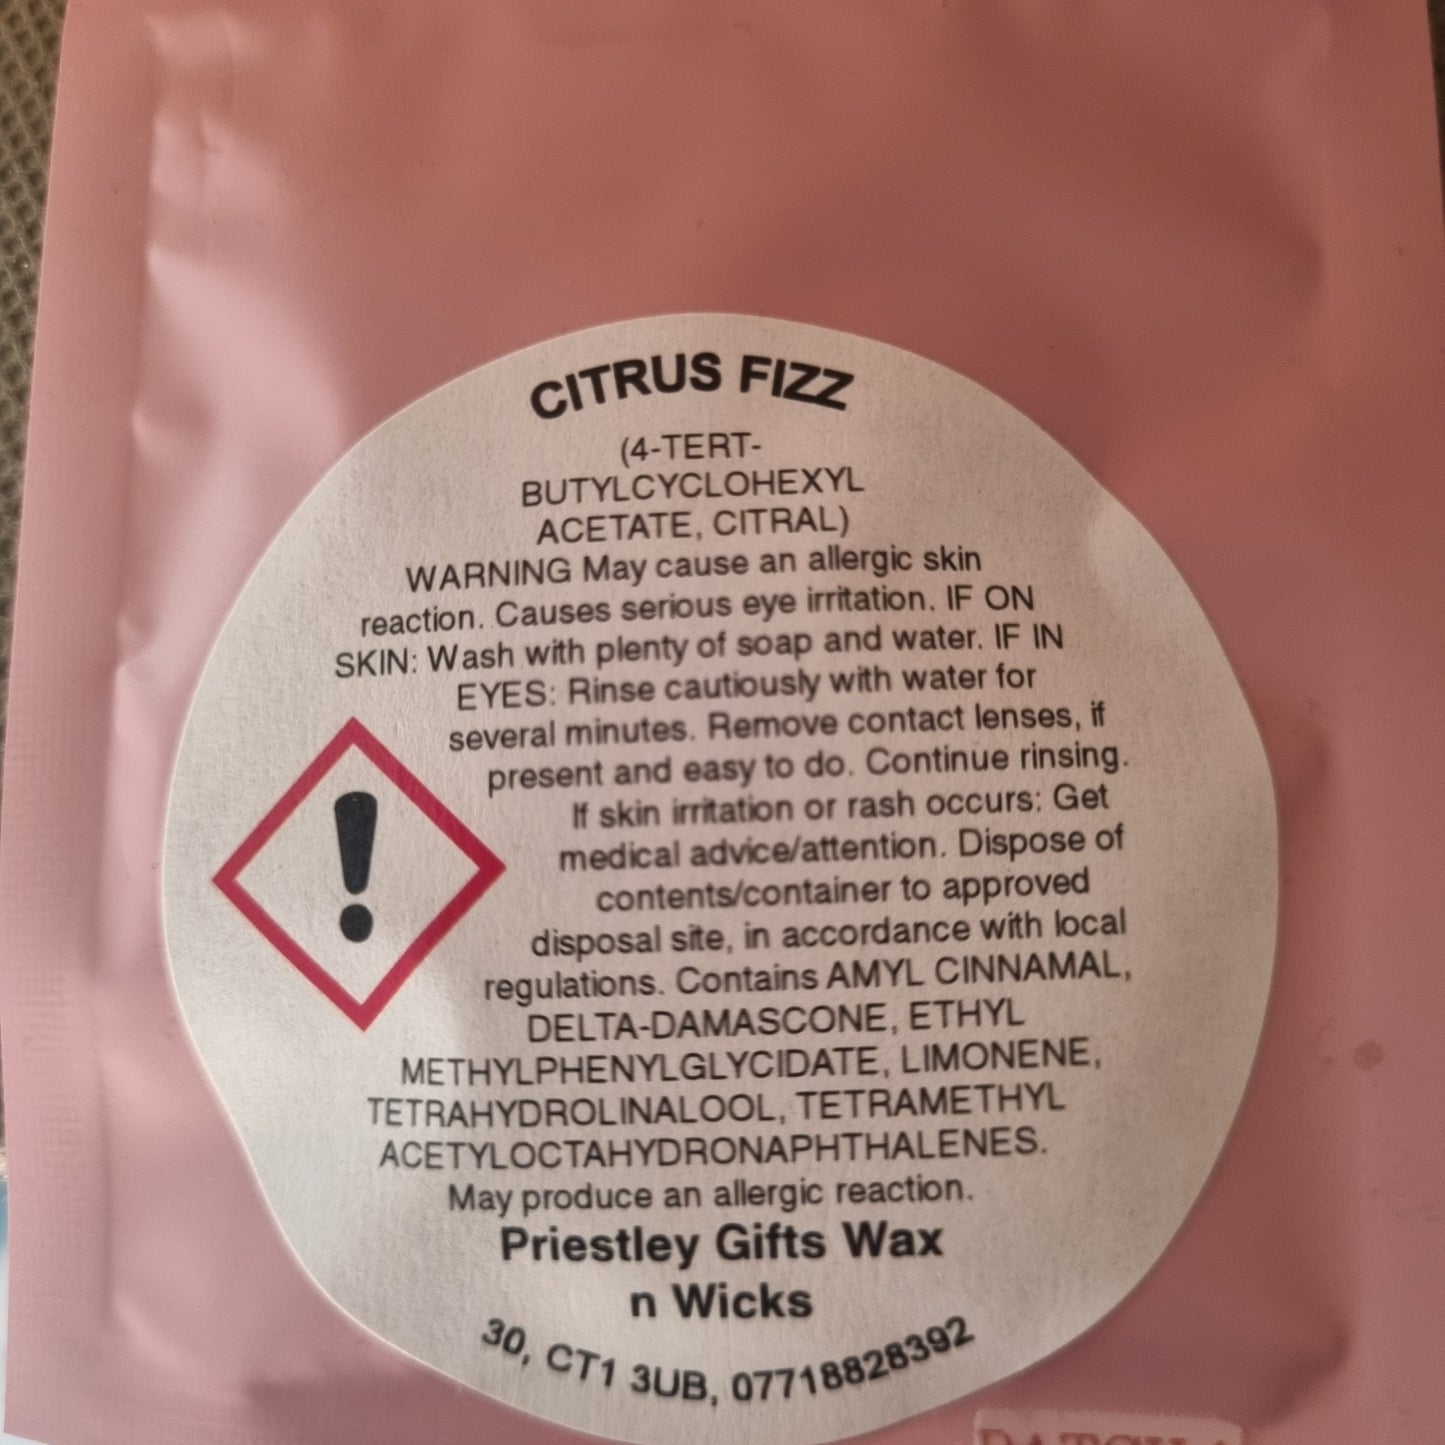 CITRUS FIZZ
(4-TERT-
BUTYLCYCLOHEXYL
ACETATE, CITRAL)
WARNING May cause an allergic skin
reaction. Causes serious eye irritation. IF ON
SKIN: Wash with plenty of soap and water. IF IN
EYES: Rinse cautiously with water for
several minutes. Remove contact lenses, if
present and easy to do. Continue rinsing.
If skin irritation or rash occurs: Get
medical advice/attention. Dispose of
contents/container to approved
disposal site, in accordance with local
regulations. Contains AMYL CINNAMAL,
DELTA-DAMASCONE, ETHYL
METHYLPHENYLGLYCIDATE, LIMONENE,
TETRAHYDROLINALOOL, TETRAMETHYL
ACETYLOCTAHYDRONAPHTHALENES.
May produce an allergic reaction.
Priestley Gifts Wax
n Wicks
30, CT1 3UB, 07718828392